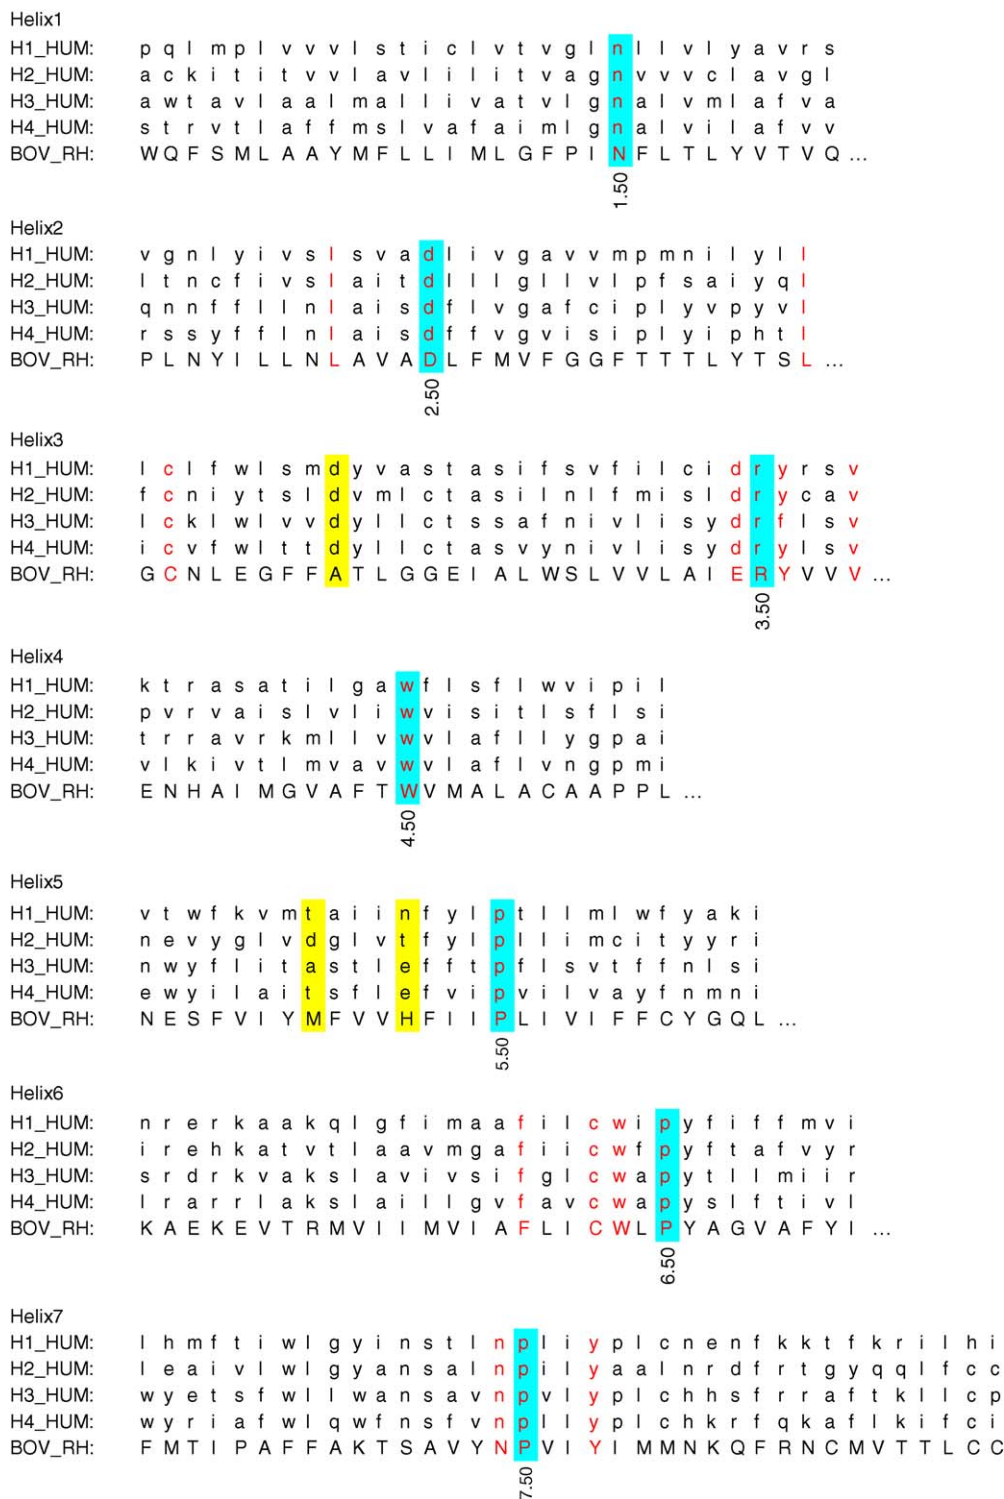 Helix1
H1_HUM: p q l m p l v v v l s t i c l v t v g l n l l v l y a v r s
H2_HUM: a c k i t i t v v l a v l i l i t v a g n v v v c l a v g l
H3_HUM: a w t a v l a a l m a l l i v a t v l g n a l v m l a f v a
H4_HUM: s t r v t l a f f m s l v a f a i m l g n a l v i l a f v v
BOV_RH: W Q F S M L A A Y M F L L I M L G F P I N F L T L Y V T V Q ...
1.50
Helix2
H1_HUM: v g n l y i v s l s v a d l i v g a v v m p m n i l y l l
H2_HUM: l t n c f i v s l a i t d l l l g l l v l p f s a i y q l
H3_HUM: q n n f f l l n l a i s d f l v g a f c i p l y v p y v l
H4_HUM: r s s y f f l n l a i s d f f v g v i s i p l y i p h t l
BOV_RH: P L N Y I L L N L A V A D L F M V F G G F T T T L Y T S L ...
2.50
Helix3
H1_HUM: l c l f w l s m d y v a s t a s i f s v f i l c i d r y r s v
H2_HUM: f c n i y t s l d v m l c t a s i l n l f m i s l d r y c a v
H3_HUM: l c k l w l v v d y l l c t s s a f n i v l i s y d r f l s v
H4_HUM: i c v f w l t t d y l l c t a s v y n i v l i s y d r y l s v
BOV_RH: G C N L E G F F A T L G G E I A L W S L V V L A I E R Y V V V ...
3.50
Helix4
H1_HUM: k t r a s a t i l g a w f l s f l w v i p i l
H2_HUM: p v r v a i s l v l i w v i s i t l s f l s i
H3_HUM: t r r a v r k m l l v w v l a f l l y g p a i
H4_HUM: v l k i v t l m v a v w v l a f l v n g p m i
BOV_RH: E N H A I M G V A F T W V M A L A C A A P P L ...
4.50
Helix5
H1_HUM: v t w f k v m t a i i n f y l p t l l m l w f y a k i
H2_HUM: n e v y g l v d g l v t f y l p l l i m c i t y y r i
H3_HUM: n w y f l i t a s t l e f f t p f l s v t f f n l s i
H4_HUM: e w y i l a i t s f l e f v i p v i l v a y f n m n i
BOV_RH: N E S F V I Y M F V V H F I I P L I V I F F C Y G Q L ...
5.50
Helix6
H1_HUM: n r e r k a a k q l g f i m a a f i l c w i p y f i f f m v i
H2_HUM: i r e h k a t v t l a a v m g a f i i c w f p y f t a f v y r
H3_HUM: s r d r k v a k s l a v i v s i f g l c w a p y t l l m i i r
H4_HUM: l r a r r l a k s l a i l l g v f a v c w a p y s l f t i v l
BOV_RH: K A E K E V T R M V I I M V I A F L I C W L P Y A G V A F Y I ...
6.50
Helix7
H1_HUM: l h m f t i w l g y i n s t l n p l i y p l c n e n f k k t f k r i l h i
H2_HUM: l e a i v l w l g y a n s a l n p i l y a a l n r d f r t g y q q l f c c
H3_HUM: w y e t s f w l l w a n s a v n p v l y p l c h h s f r r a f t k l l c p
H4_HUM: w y r i a f w l q w f n s f v n p l l y p l c h k r f q k a f l k i f c i
BOV_RH: F M T I P A F F A K T S A V Y N P V I Y I M M N K Q F R N C M V T T L C C
7.50